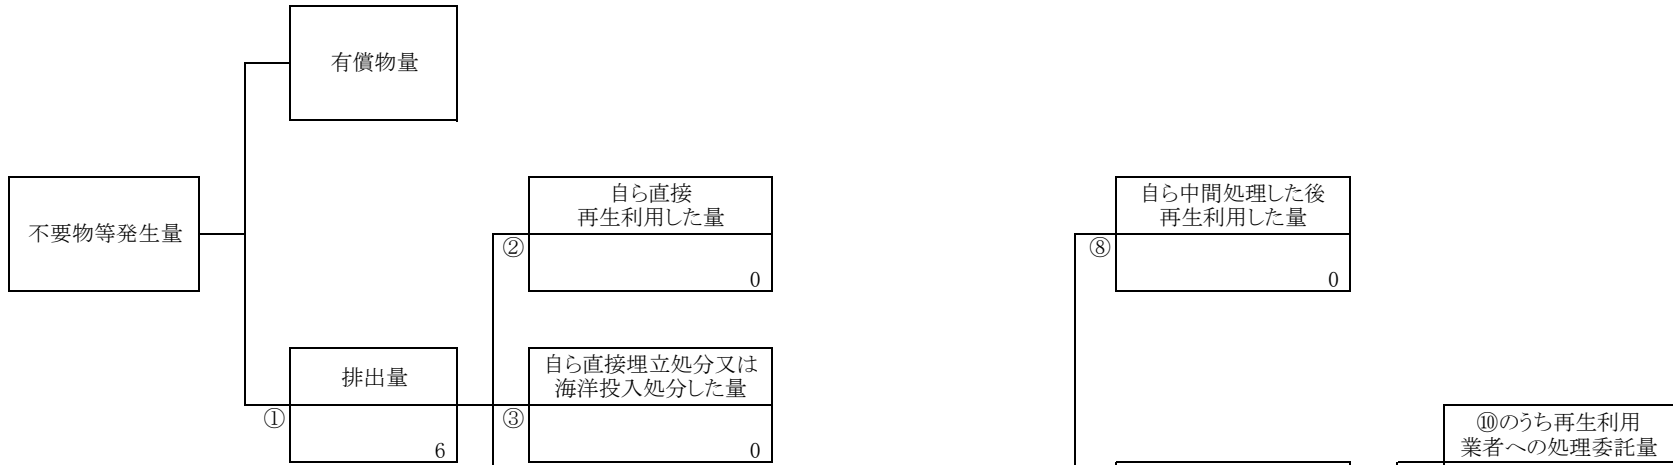 有償物量
不要物等発生量
自ら直接
再生利用した量
②
0
自ら中間処理した後
再生利用した量
⑧
0
排出量
①
6
自ら直接埋立処分又は
海洋投入処分した量
③
0
⑩のうち再生利用
業者への処理委託量